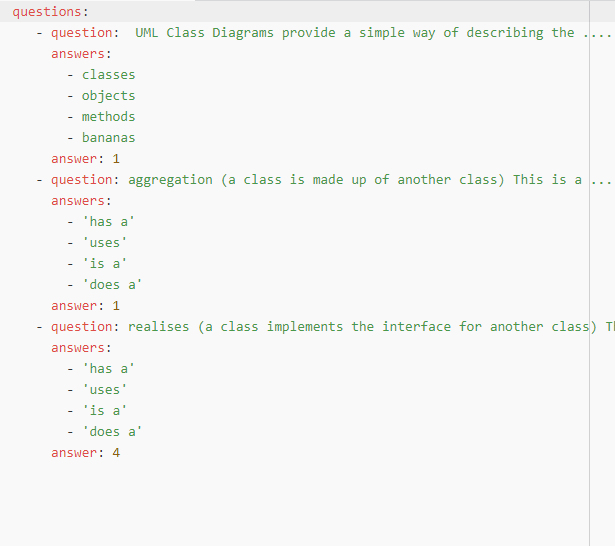 questions:
- question:  UML Class Diagrams provide a simple way of describing the ....
answers:
- classes
- objects
- methods
- bananas
answer: 1
- question: aggregation (a class is made up of another class) This is a ....
answers:
- 'has a'
- 'uses'
- 'is a'
- 'does a'
answer: 1
- question: realises (a class implements the interface for another class)
answers:
- 'has a'
- 'uses'
- 'is a'
- 'does a'
answer: 4